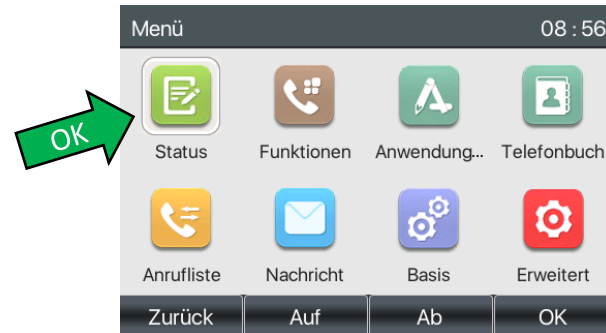 Menü 08 : 56
OK
Status Funktionen Anwendung... Telefonbuch
Anrufliste Nachricht Basis Erweitert
Zurück Auf Ab OK